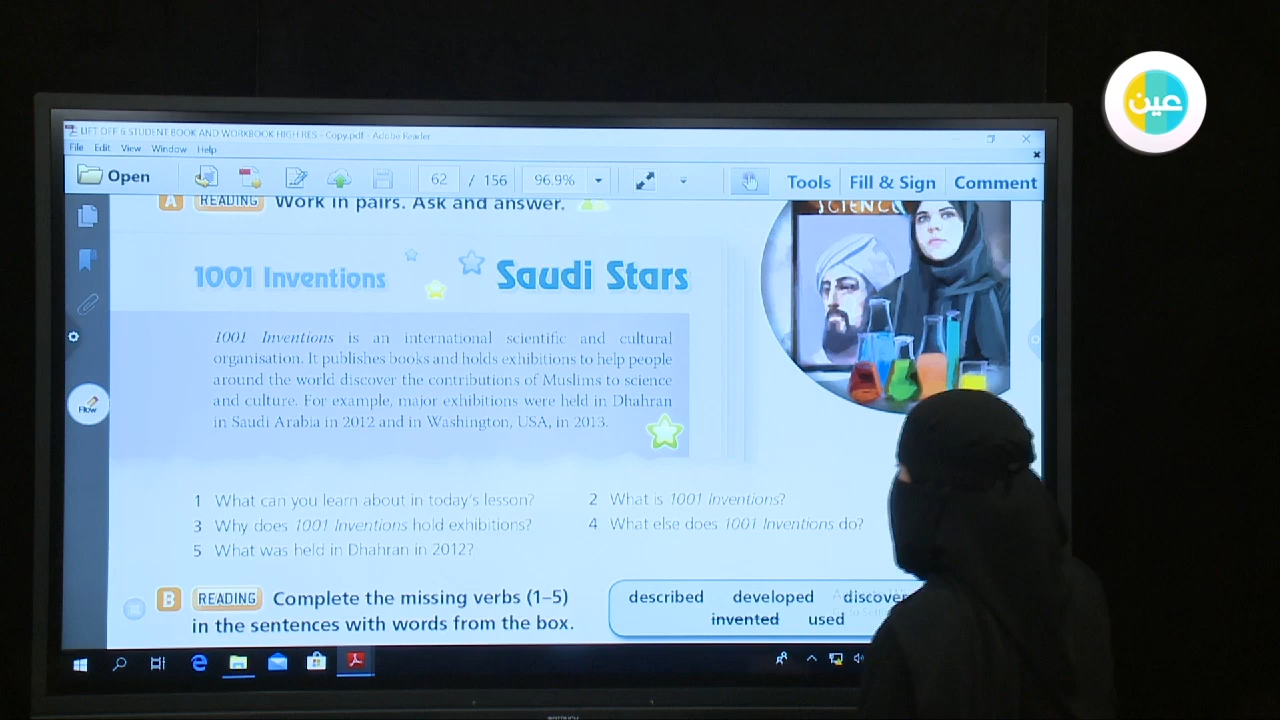 عين
LIFT OFF 6 STUDENT BOOK AND WORKBOOK HIGH RES - Copy.pdf - Adobe Reader
File Edit View Window Help
Open 62 / 156 96.9% Tools Fill & Sign Comment
A READING Work in pairs. Ask and answer.
SCIENCE
1001 Inventions Saudi Stars
1001 Inventions is an international scientific and cultural
organisation. It publishes books and holds exhibitions to help people
around the world discover the contributions of Muslims to science
and culture. For example, major exhibitions were held in Dhahran
in Saudi Arabia in 2012 and in Washington, USA, in 2013.
Flow
1 What can you learn about in today's lesson? 2 What is 1001 Inventions?
3 Why does 1001 Inventions hold exhibitions? 4 What else does 1001 Inventions do?
5 What was held in Dhahran in 2012?
B READING Complete the missing verbs (1–5)
in the sentences with words from the box.
described developed discover
invented used